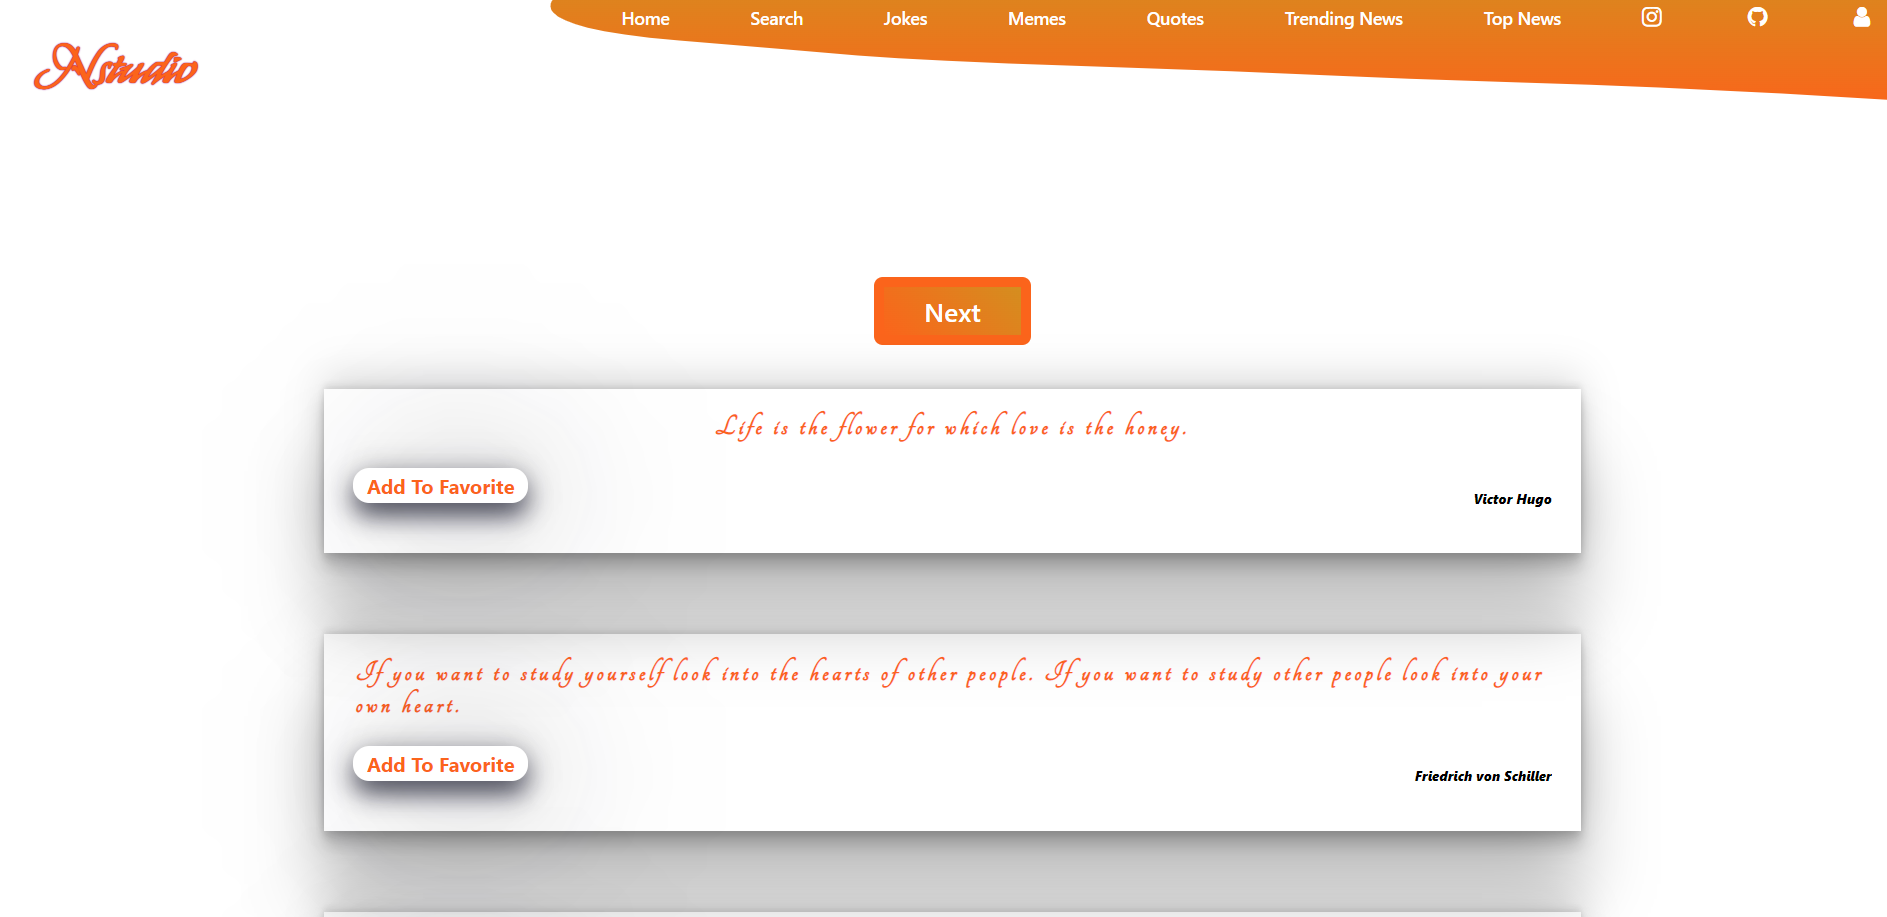 Home Search Jokes Memes Quotes Trending News Top News
Nstudio
Next
Life is the flower for which love is the honey.
Add To Favorite
Victor Hugo
If you want to study yourself look into the hearts of other people. If you want to study other people look into your
own heart.
Add To Favorite
Friedrich von Schiller